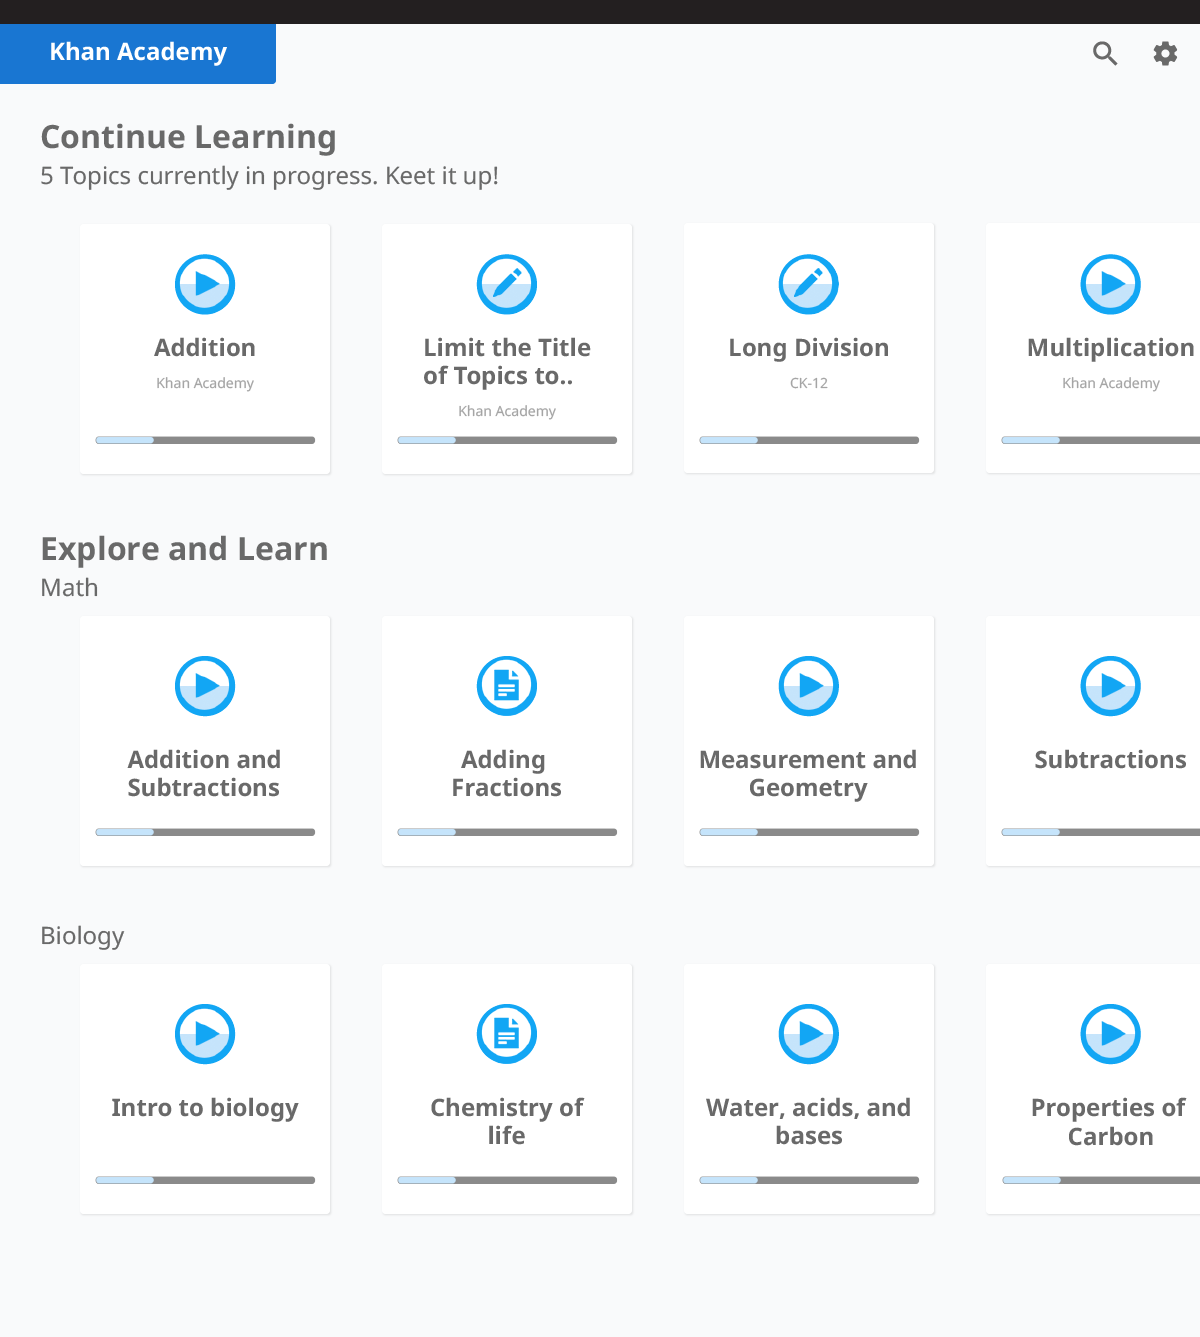 Khan Academy
Continue Learning
5 Topics currently in progress. Keet it up!
Addition
Khan Academy
Limit the Title
of Topics to..
Khan Academy
Long Division
CK-12
Multiplication
Khan Academy
Explore and Learn
Math
Addition and
Subtractions
Adding
Fractions
Measurement and
Geometry
Subtractions
Biology
Intro to biology
Chemistry of
life
Water, acids, and
bases
Properties of
Carbon